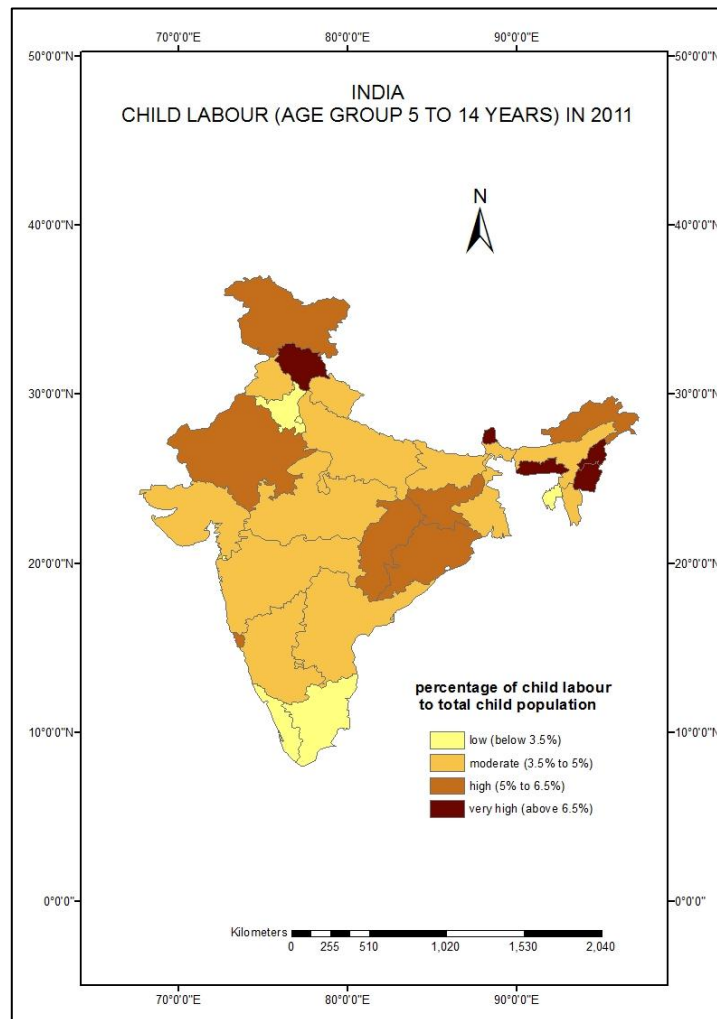 70°0'0"E 80°0'0"E 90°0'0"E
50°0'0"N 50°0'0"N
INDIA
CHILD LABOUR (AGE GROUP 5 TO 14 YEARS) IN 2011
N
40°0'0"N 40°0'0"N
30°0'0"N 30°0'0"N
20°0'0"N 20°0'0"N
percentage of child labour
to total child population
low (below 3.5%)
10°0'0"N 10°0'0"N
moderate (3.5% to 5%)
high (5% to 6.5%)
very high (above 6.5%)
0°0'0" 0°0'0"
Kilometers
0 255 510 1,020 1,530 2,040
70°0'0"E 80°0'0"E 90°0'0"E